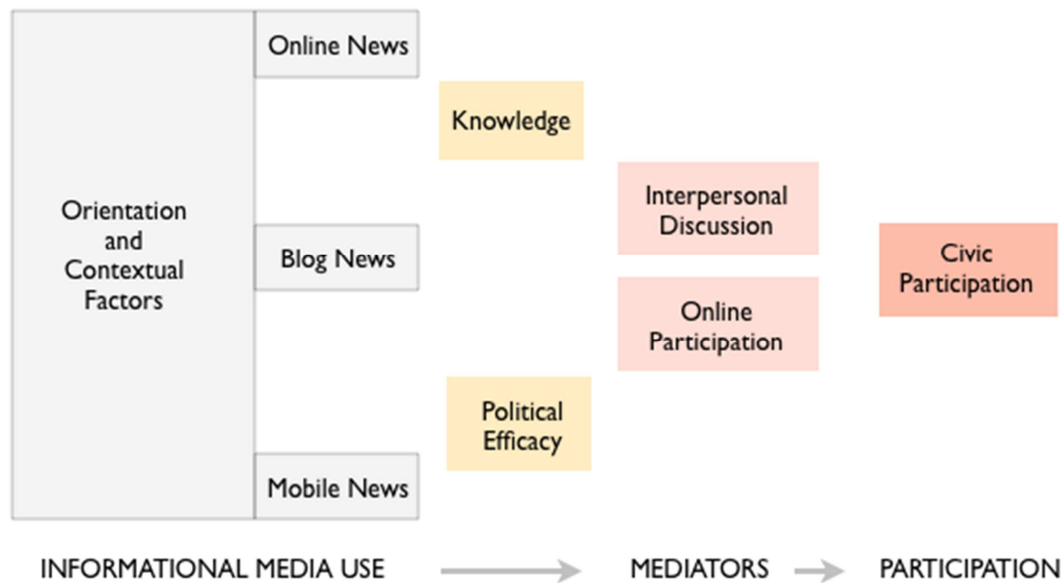 Online News
Knowledge
Orientation
and
Contextual
Factors
Blog News
Interpersonal
Discussion
Civic
Participation
Online
Participation
Political
Efficacy
Mobile News
INFORMATIONAL MEDIA USE
MEDIATORS
PARTICIPATION